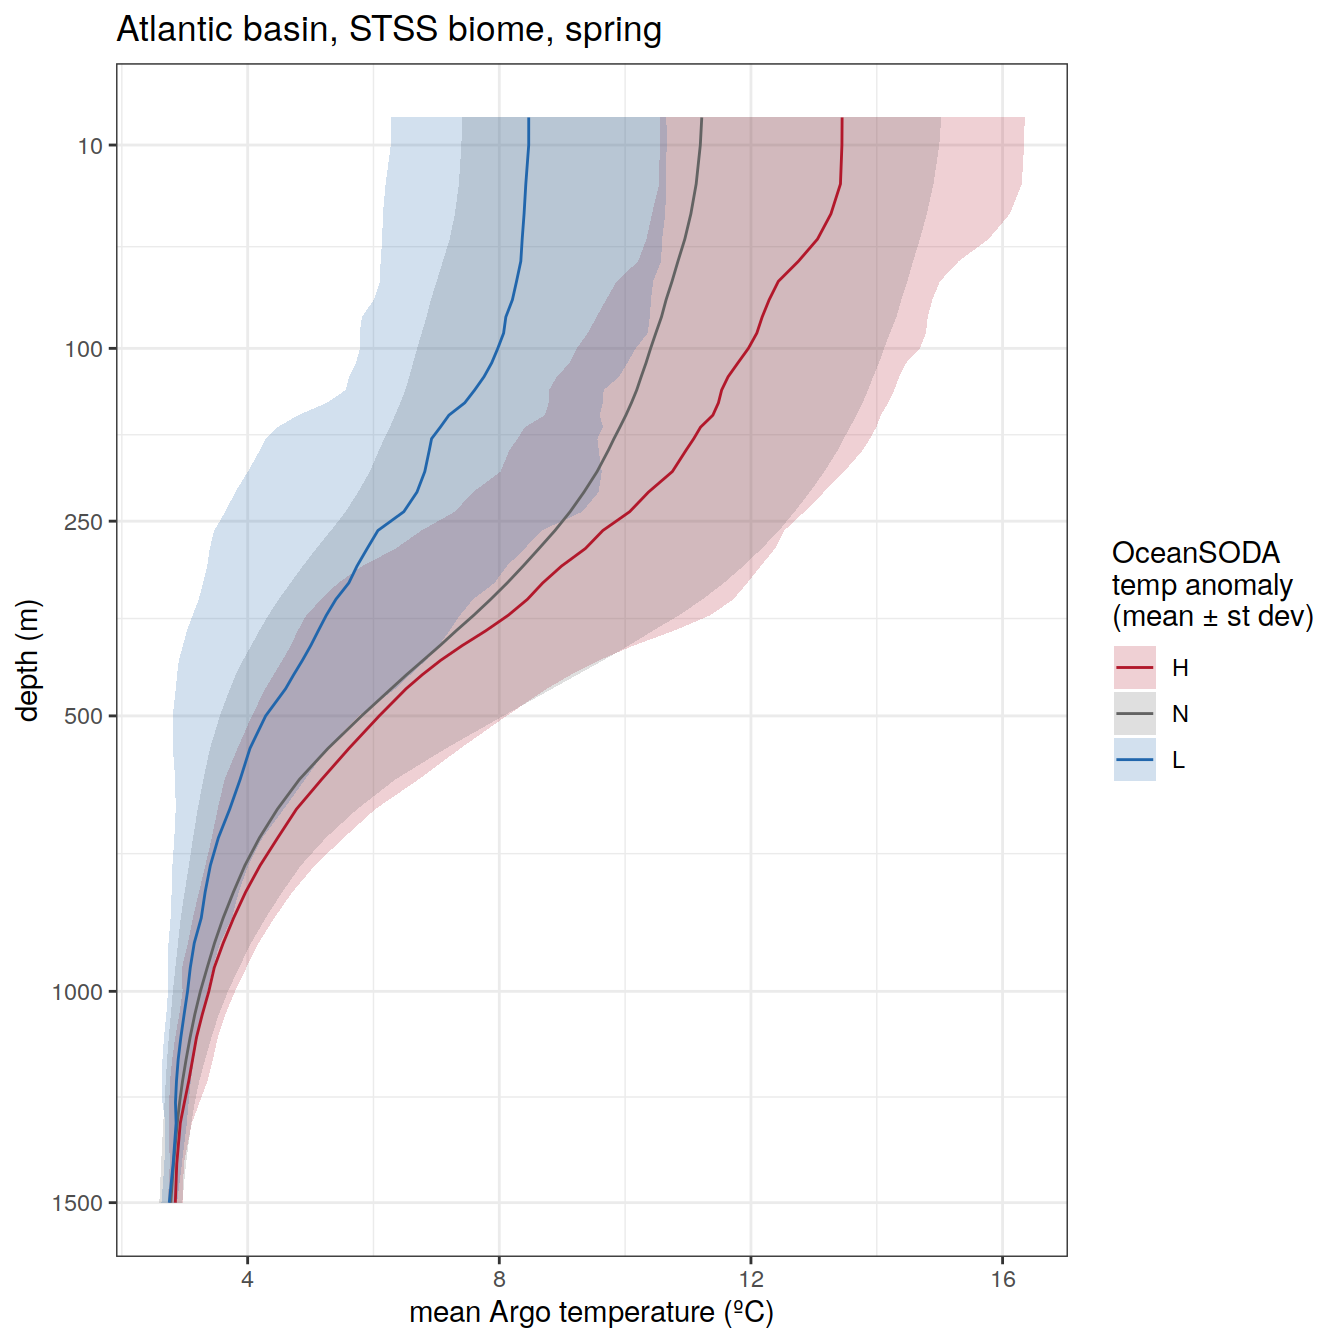 Atlantic basin, STSS biome, spring
10
100
250
500
1000
1500
depth (m)
4
8
12
16
mean Argo temperature (ºC)
OceanSODA
temp anomaly
(mean ± st dev)
H
N
L